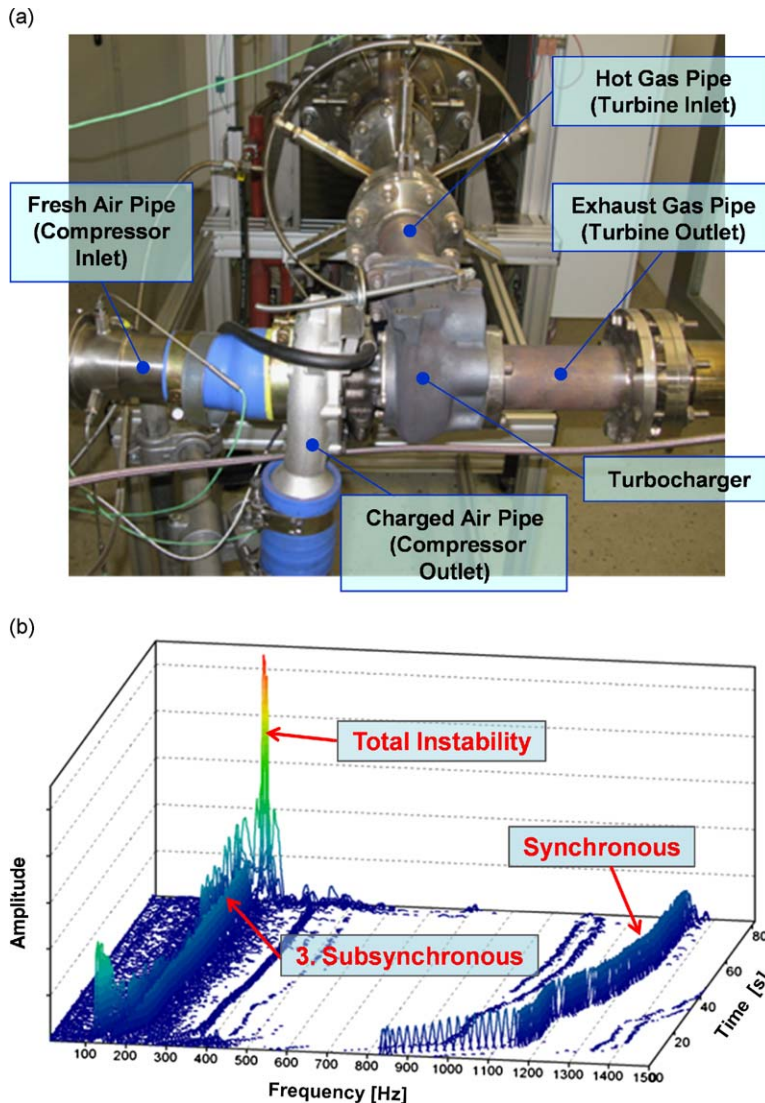 (a)
Hot Gas Pipe
(Turbine Inlet)
Fresh Air Pipe
(Compressor
Inlet)
Exhaust Gas Pipe
(Turbine Outlet)
Turbocharger
Charged Air Pipe
(Compressor
Outlet)
(b)
Total Instability
Synchronous
3. Subsynchronous
Amplitude
80
60
40
20
Time [s]
100 200 300 400 500 600 700 800 900 1000 1100 1200 1300 1400 1500
Frequency [Hz]